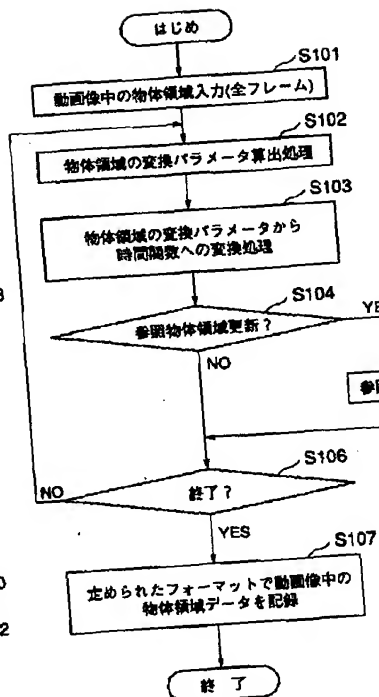 はじめ
S101
動画像中の物体領域入力(全フレーム)
S102
物体領域の変換パラメータ算出処理
S103
物体領域の変換パラメータから
時間関数への変換処理
S104
参照物体領域更新?
YE
NO
参照
S106
終了?
NO
YES
S107
定められたフォーマットで動画像中の
物体領域データを記録
終了